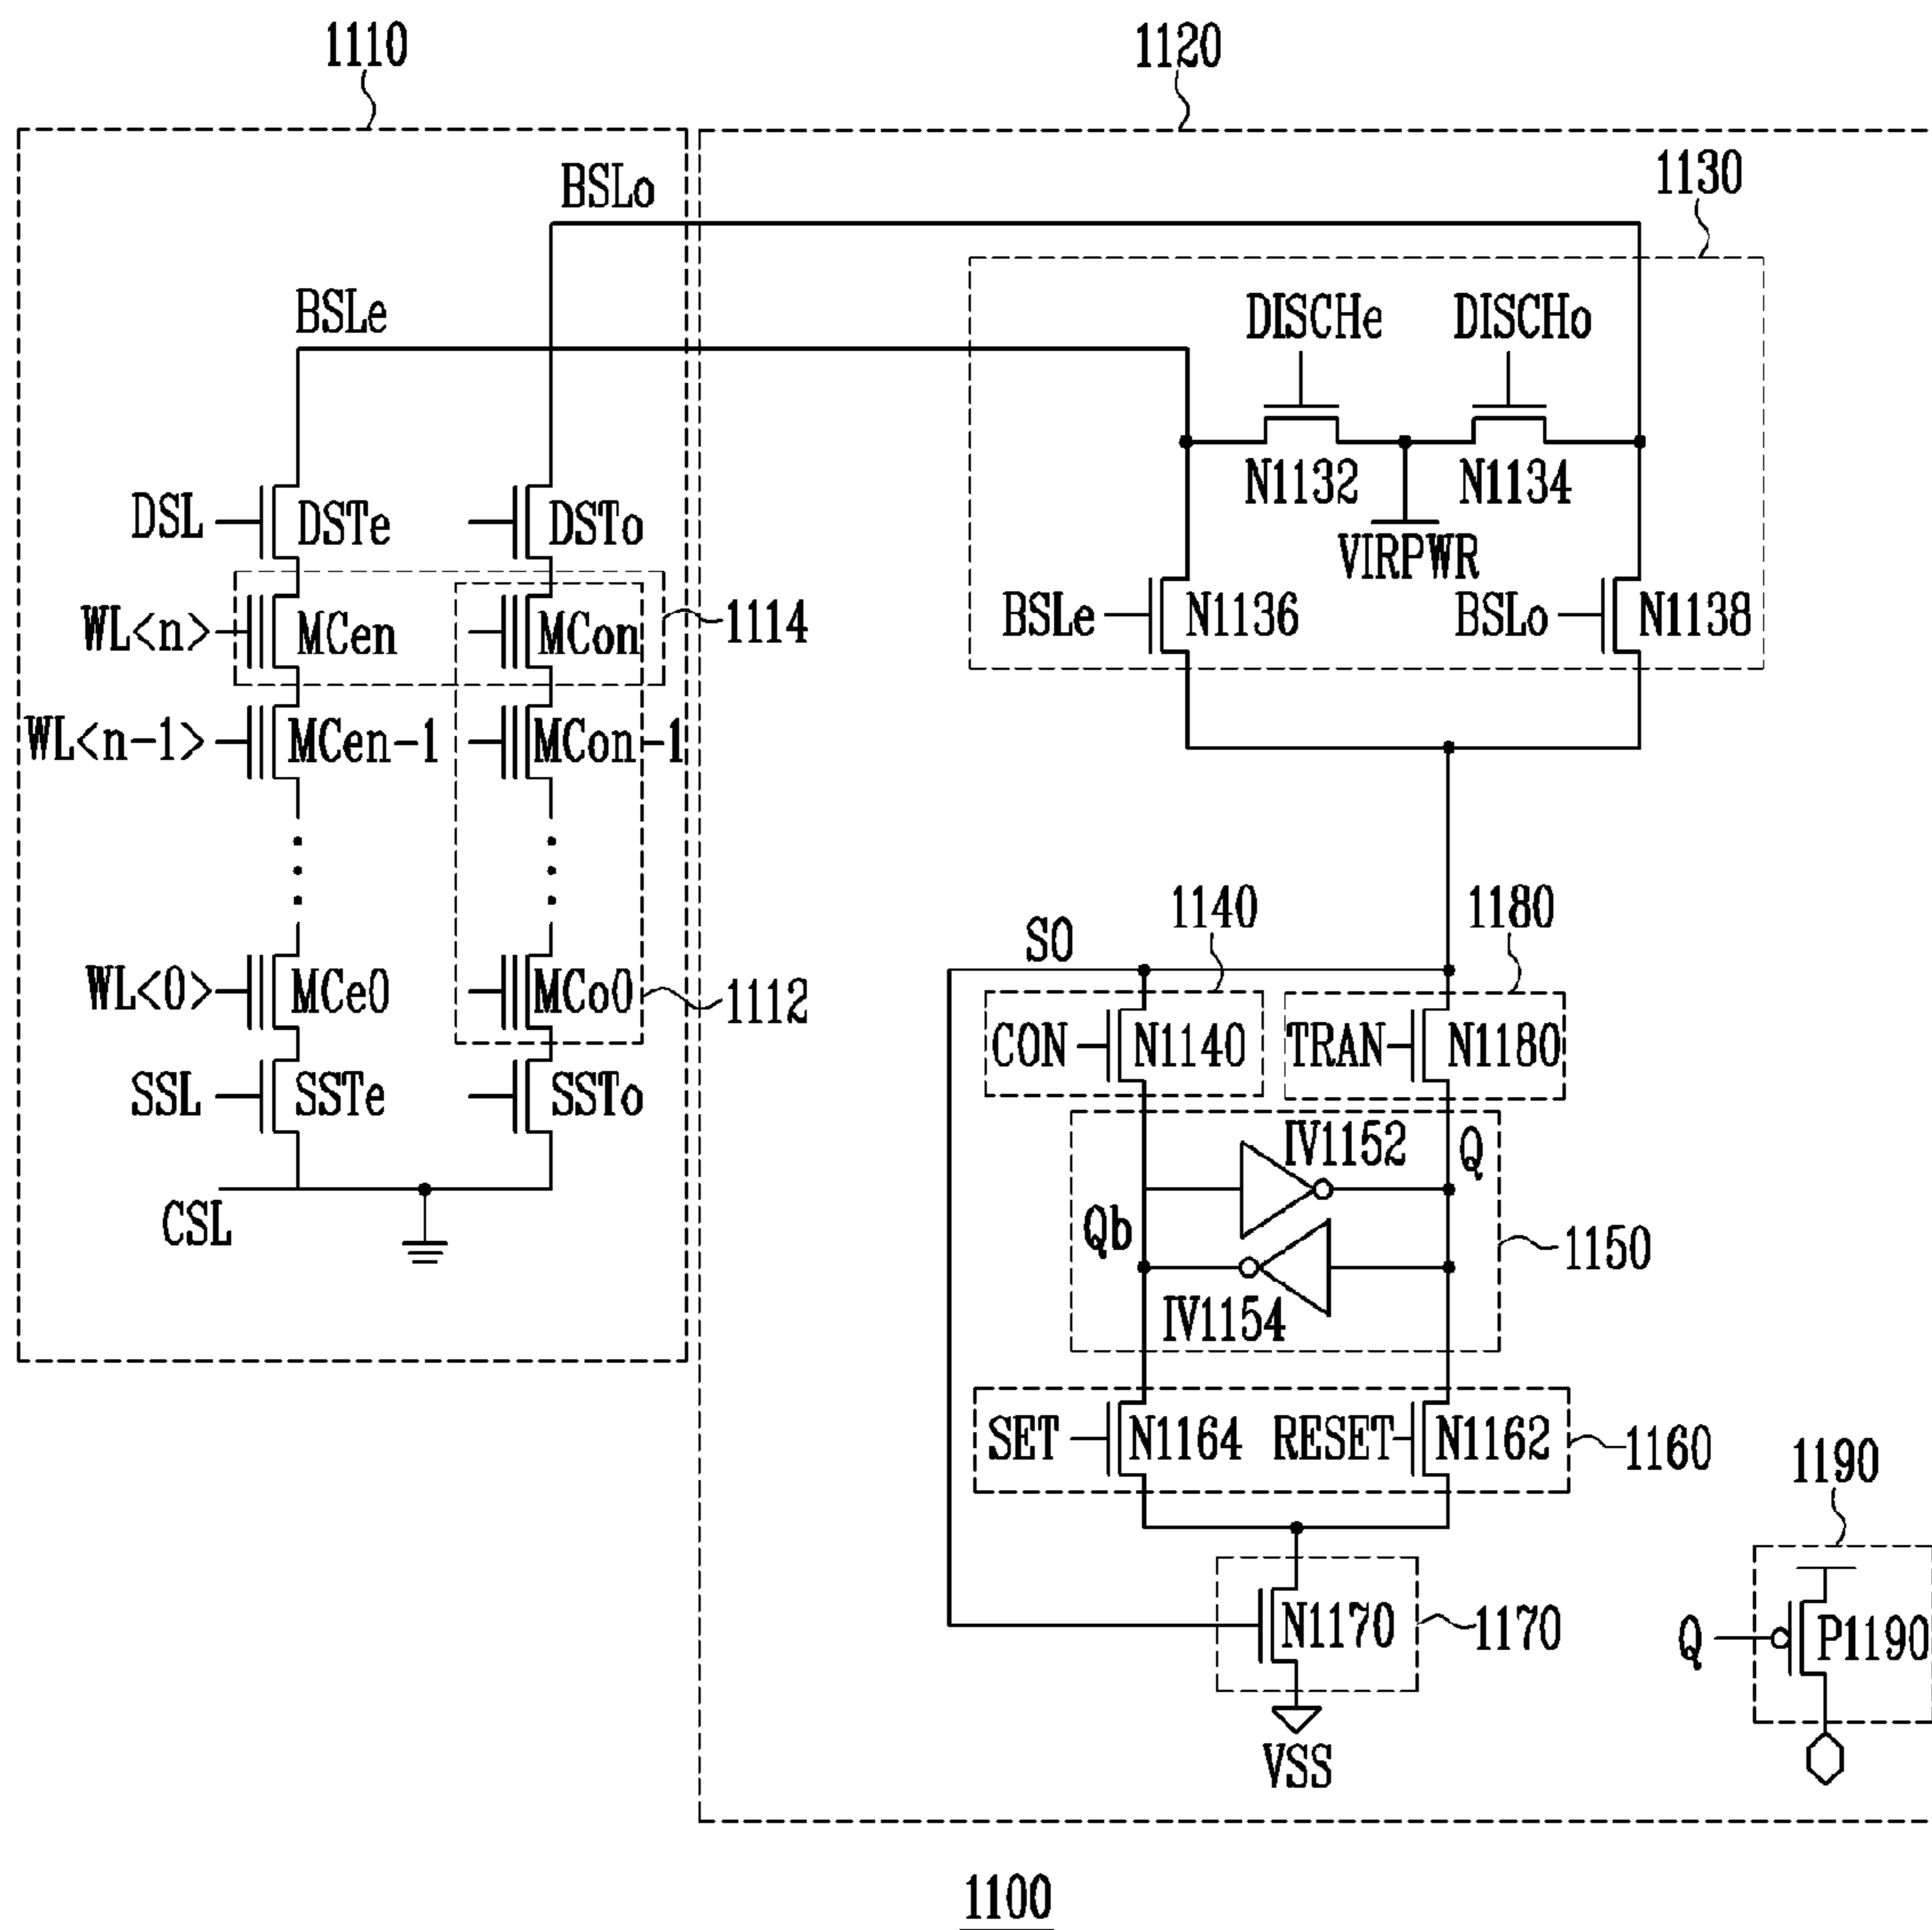 1110
1120
BSLo
1130
BSLe
DISCHe DISCHo
N1132 N1134
DSL DSTe DSTo
VIRPWR
WL<n> MCen MCon 1114
BSLe N1136 BSLo N1138
WL<n-1> MCen-1 MCon-1
1140 1180
SO
WL<0> MCe0 MCo0 1112
CON N1140 TRAN N1180
SSL SSTe SSTo
IV1152 Q
CSL
Qb
1150
IV1154
SET N1164 RESET N1162 1160
1190
N1170 1170
Q P1190
VSS
1100